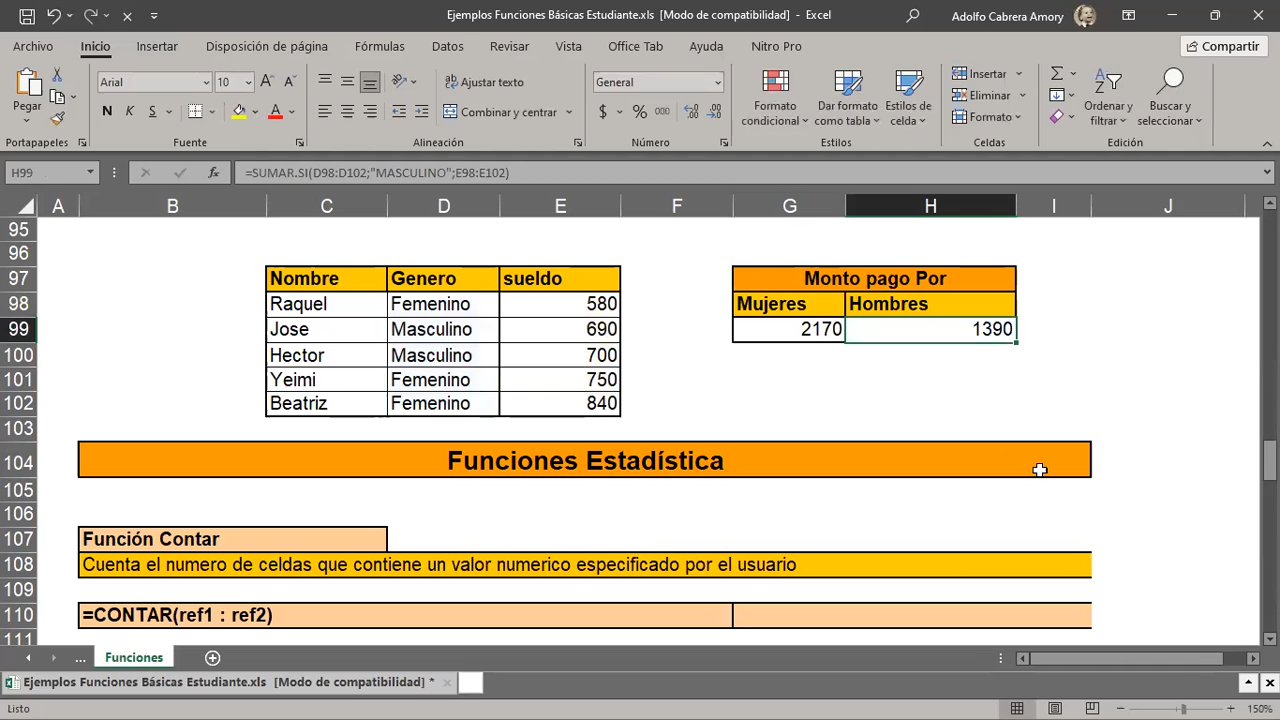 Ejemplos Funciones Básicas Estudiante.xls [Modo de compatibilidad] - Excel
Adolfo Cabrera Amory
Archivo Inicio Insertar Disposición de página Fórmulas Datos Revisar Vista Office Tab Ayuda Nitro Pro Compartir
Pegar
Arial 10
N K S
Ajustar texto
Combinar y centrar
General
$ % 000
Formato condicional
Dar formato como tabla
Estilos de celda
Insertar
Eliminar
Formato
Ordenar y filtrar
Buscar y seleccionar
Portapapeles Fuente Alineación Número Estilos Celdas Edición
H99 fx =SUMAR.SI(D98:D102;"MASCULINO";E98:E102)
A B C D E F G H I J
95
96
97 Nombre Genero sueldo Monto pago Por
98 Raquel Femenino 580 Mujeres Hombres
99 Jose Masculino 690 2170 1390
100 Hector Masculino 700
101 Yeimi Femenino 750
102 Beatriz Femenino 840
103
104 Funciones Estadística
105
106
107 Función Contar
108 Cuenta el numero de celdas que contiene un valor numerico especificado por el usuario
109
110 =CONTAR(ref1 : ref2)
111
... Funciones
Ejemplos Funciones Básicas Estudiante.xls [Modo de compatibilidad] *
Listo 150%